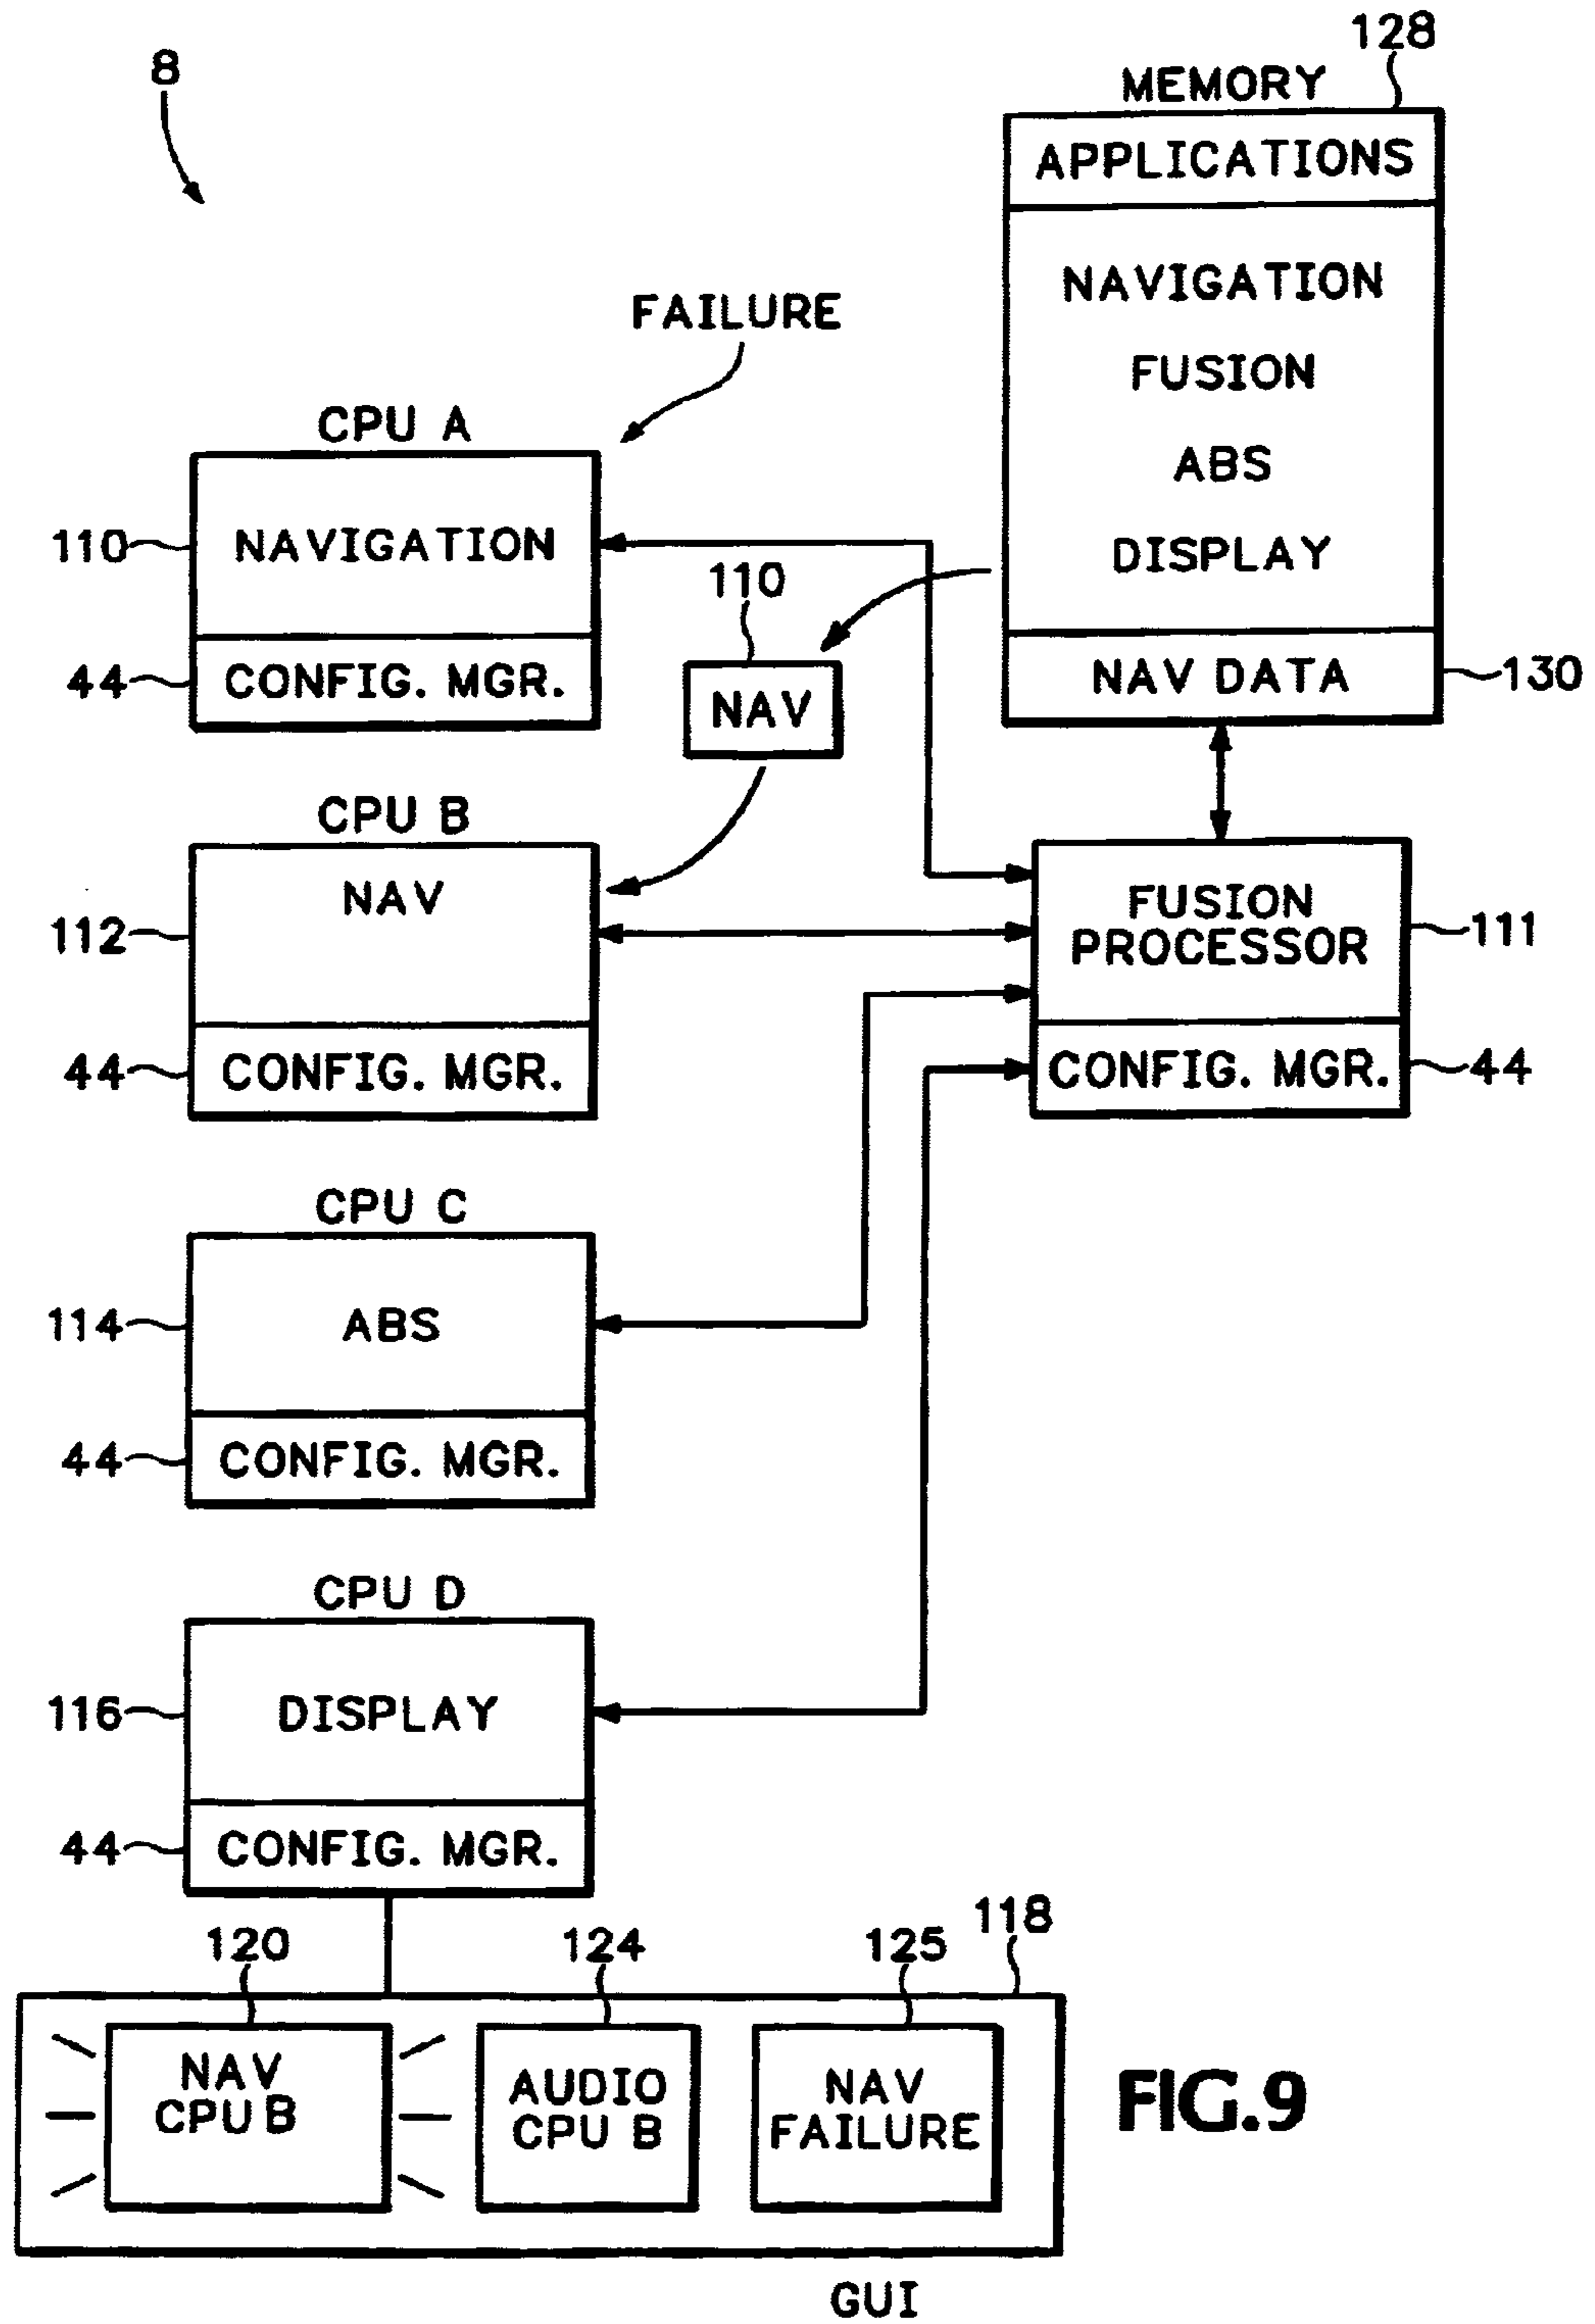 8
128
MEMORY
APPLICATIONS
NAVIGATION
FUSION
ABS
DISPLAY
NAV DATA
130
FAILURE
CPU A
110
NAVIGATION
44
CONFIG. MGR.
110
NAV
CPU B
112
NAV
44
CONFIG. MGR.
FUSION
PROCESSOR
111
CONFIG. MGR.
44
CPU C
114
ABS
44
CONFIG. MGR.
CPU D
116
DISPLAY
44
CONFIG. MGR.
118
120
124
125
NAV
CPU B
AUDIO
CPU B
NAV
FAILURE
GUI
FIG.9